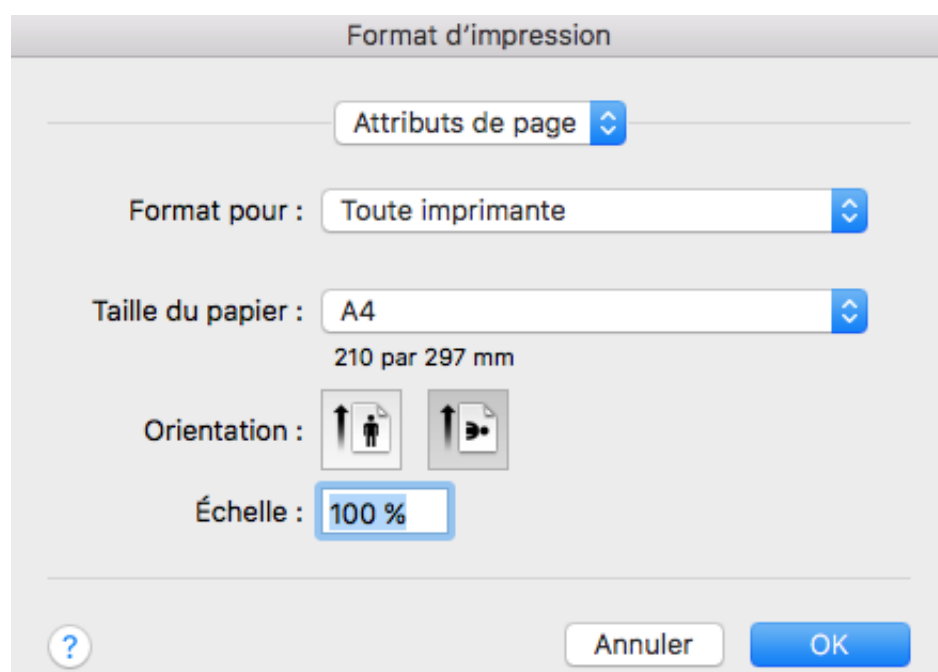 Format d’impression
Attributs de page
Format pour : Toute imprimante
Taille du papier : A4
210 par 297 mm
Orientation :
Échelle : 100 %
? Annuler OK